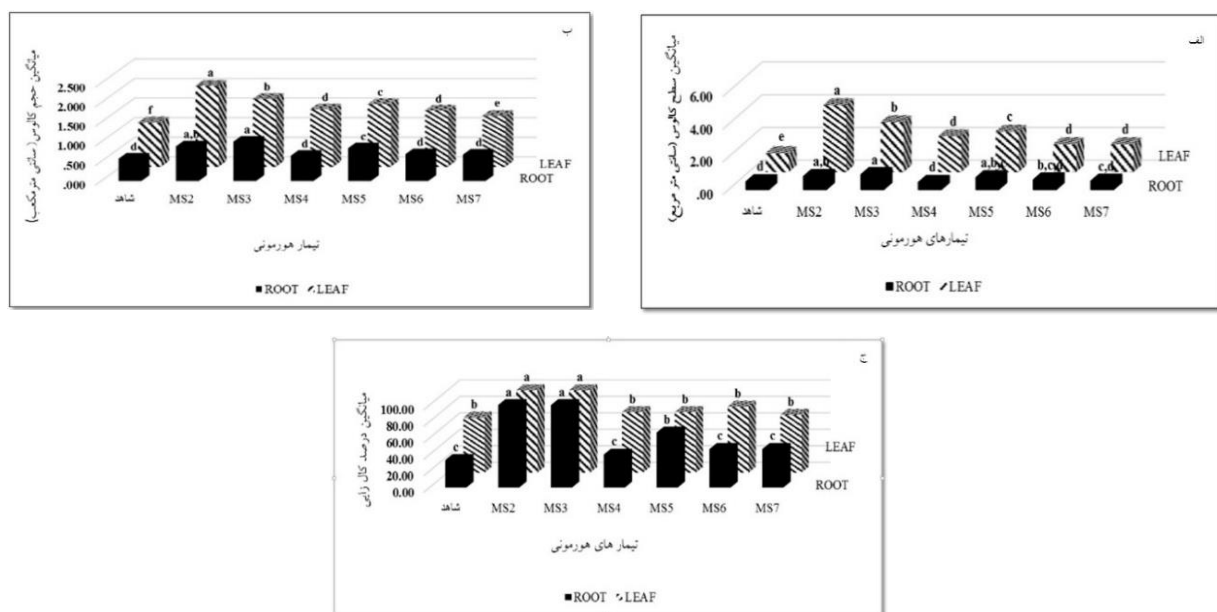 الف
میانگین سطح کالوس (سانتی متر مربع)
6.00
4.00
2.00
.00
e a b d c d d
d a,b a d a,b,c b,c,d c,d
LEAF
ROOT
شاهد MS2 MS3 MS4 MS5 MS6 MS7
تیمارهای هورمونی
ROOT LEAF
ب
میانگین حجم کالوس( سانتی مترمکعب)
2.500
2.000
1.500
1.000
.500
.000
f a b d c d e
d a,b a d c d d
LEAF
ROOT
شاهد MS2 MS3 MS4 MS5 MS6 MS7
تیمار هورمونی
ROOT LEAF
ج
میانگین درصد کال زایی
100.00
80.00
60.00
40.00
20.00
0.00
b a a b b b b
c a a c b c c
LEAF
ROOT
شاهد MS2 MS3 MS4 MS5 MS6 MS7
تیمار های هورمونی
ROOT LEAF